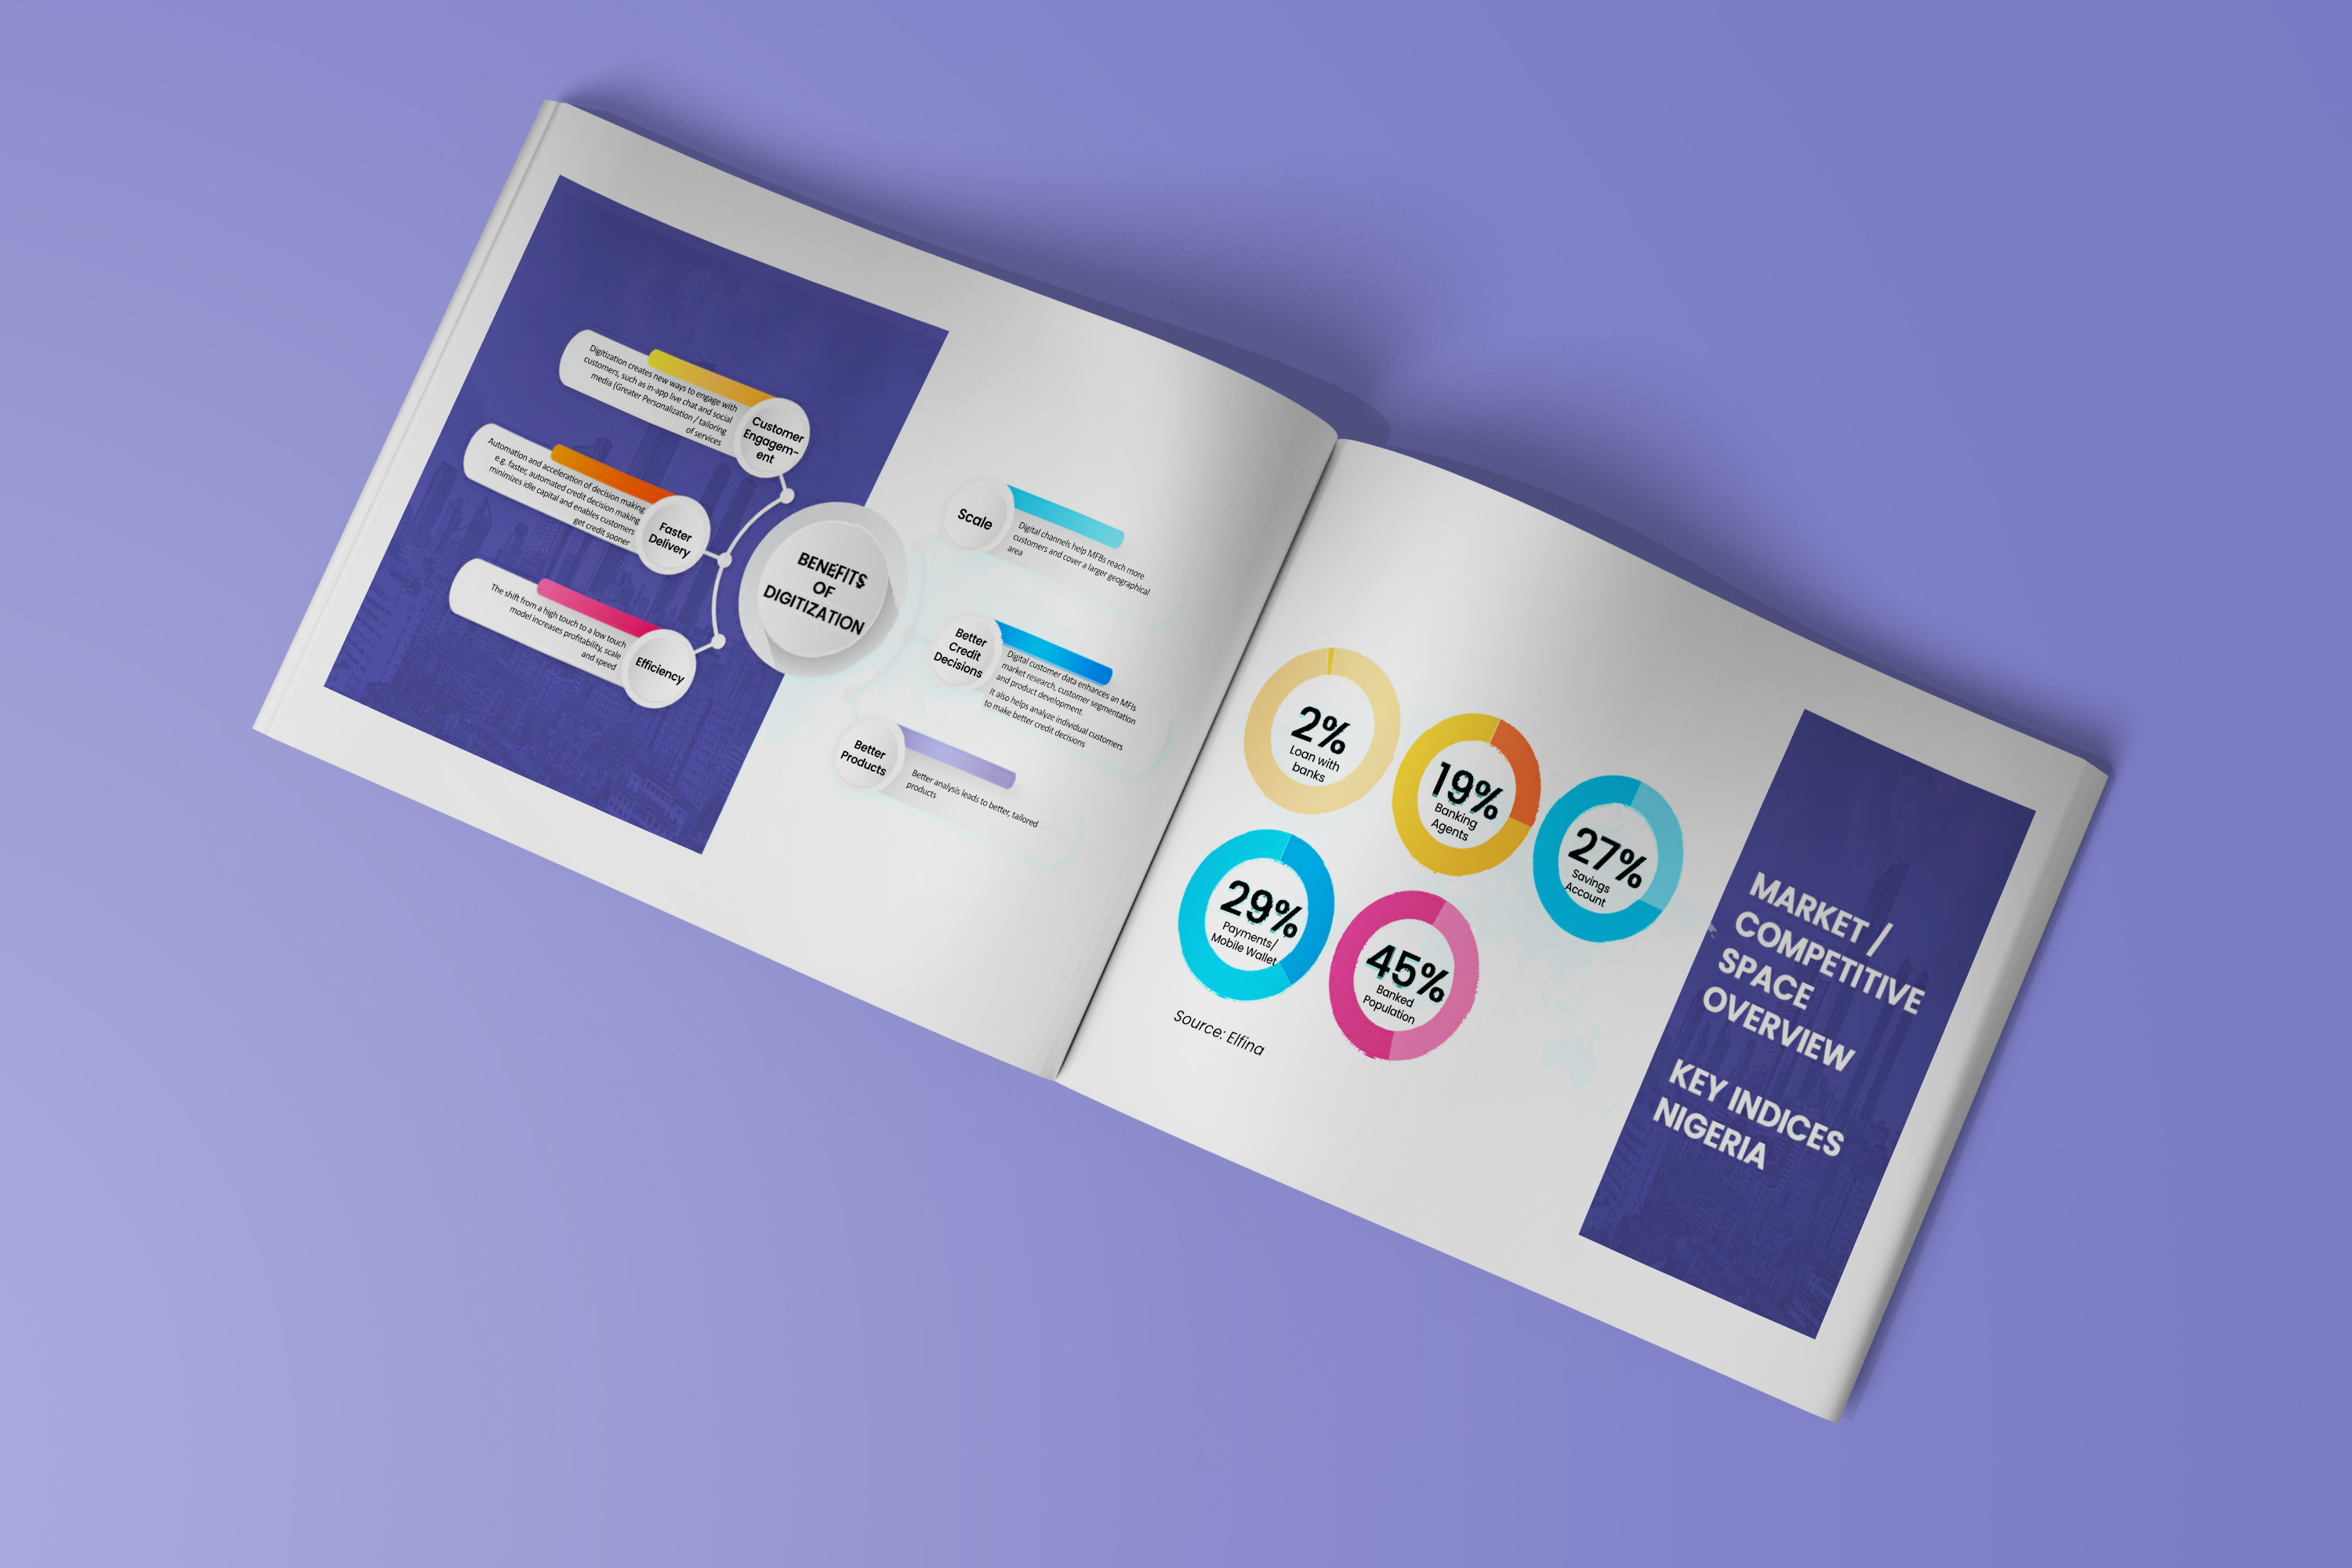 Digitization creates new ways to engage with
customers, such as in-app live chat and social
media (Greater Personalization / tailoring
of services
Customer
Engagem-
ent
Automation and acceleration of decision making
e.g. faster, automated credit decision making
minimizes idle capital and enables customers
get credit sooner
Faster
Delivery
The shift from a high touch to a low touch
model increases profitability, scale
and speed
Efficiency
BENEFITS
OF
DIGITIZATION
Scale
Digital channels help MFBs reach more
customers and cover a larger geographical
area
Better
Credit
Decisions
Digital customer data enhances an MFIs
market research, customer segmentation
and product development.
It also helps analyze individual customers
to make better credit decisions
Better
Products
Better analysis leads to better, tailored
products
2%
Loan with
banks
19%
Banking
Agents
27%
Savings
Account
29%
Payments/
Mobile Wallet
45%
Banked
Population
Source: Elfina
MARKET /
COMPETITIVE
SPACE
OVERVIEW
KEY INDICES
NIGERIA